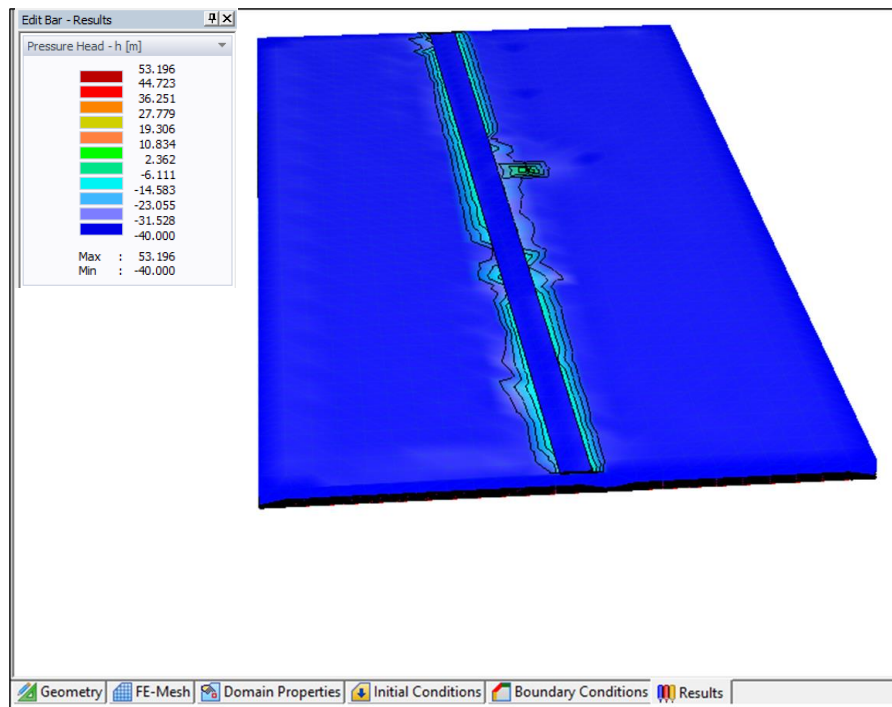 Edit Bar - Results
Pressure Head - h [m]
53.196
44.723
36.251
27.779
19.306
10.834
2.362
-6.111
-14.583
-23.055
-31.528
-40.000
Max : 53.196
Min : -40.000
Geometry FE-Mesh Domain Properties Initial Conditions Boundary Conditions Results